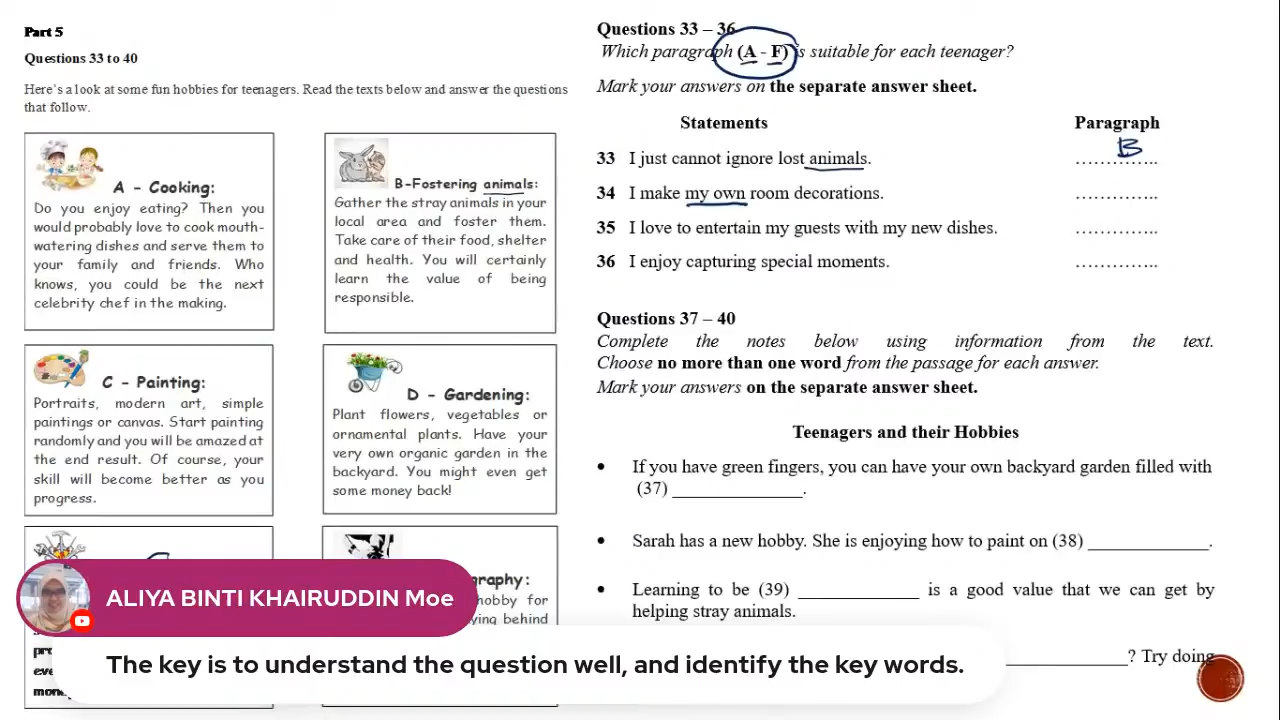 Part 5
Questions 33 to 40
Here's a look at some fun hobbies for teenagers. Read the texts below and answer the questions
that follow.
A - Cooking:
Do you enjoy eating? Then you
would probably love to cook mouth-
watering dishes and serve them to
your family and friends. Who
knows, you could be the next
celebrity chef in the making.
B-Fostering animals:
Gather the stray animals in your
local area and foster them.
Take care of their food, shelter
and health. You will certainly
learn the value of being
responsible.
C - Painting:
Portraits, modern art, simple
paintings or canvas. Start painting
randomly and you will be amazed at
the end result. Of course, your
skill will become better as you
progress.
D - Gardening:
Plant flowers, vegetables or
ornamental plants. Have your
very own organic garden in the
backyard. You might even get
some money back!
hobby for
behind
Questions 33 – 36
Which paragraph (A - F) is suitable for each teenager?
Mark your answers on the separate answer sheet.
Statements Paragraph
33 I just cannot ignore lost animals. B …………..
34 I make my own room decorations. …………..
35 I love to entertain my guests with my new dishes. …………..
36 I enjoy capturing special moments. …………..
Questions 37 – 40
Complete the notes below using information from the text.
Choose no more than one word from the passage for each answer.
Mark your answers on the separate answer sheet.
Teenagers and their Hobbies
• If you have green fingers, you can have your own backyard garden filled with
(37) ______________.
• Sarah has a new hobby. She is enjoying how to paint on (38) _____________.
• Learning to be (39) _____________ is a good value that we can get by
helping stray animals.
_____________? Try doing
ALIYA BINTI KHAIRUDDIN Moe
The key is to understand the question well, and identify the key words.